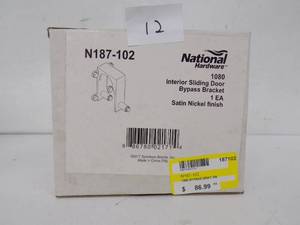 12
N187-102
National
Hardware
1080
Interior Sliding Door
Bypass Bracket
1 EA
Satin Nickel finish
187102
N187-102
$ 86.99